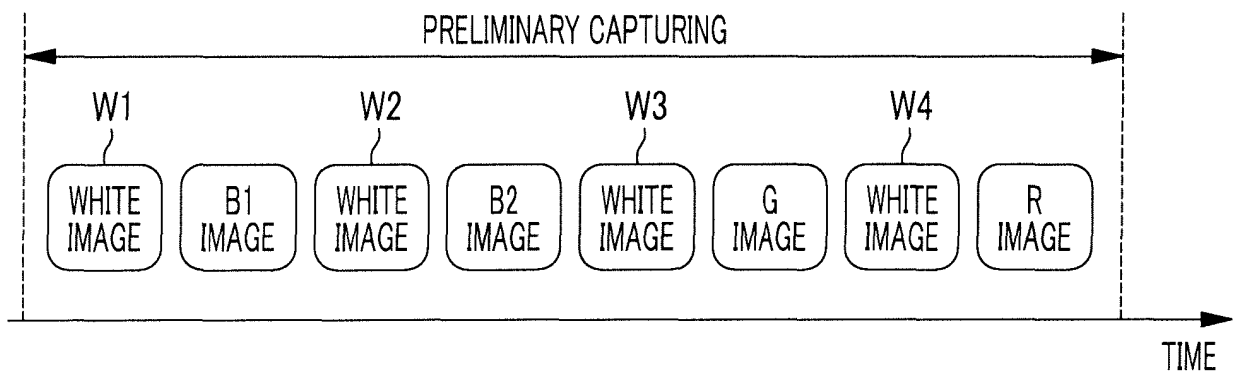 PRELIMINARY CAPTURING
W1 W2 W3 W4
WHITE IMAGE
B1 IMAGE
WHITE IMAGE
B2 IMAGE
WHITE IMAGE
G IMAGE
WHITE IMAGE
R IMAGE
TIME